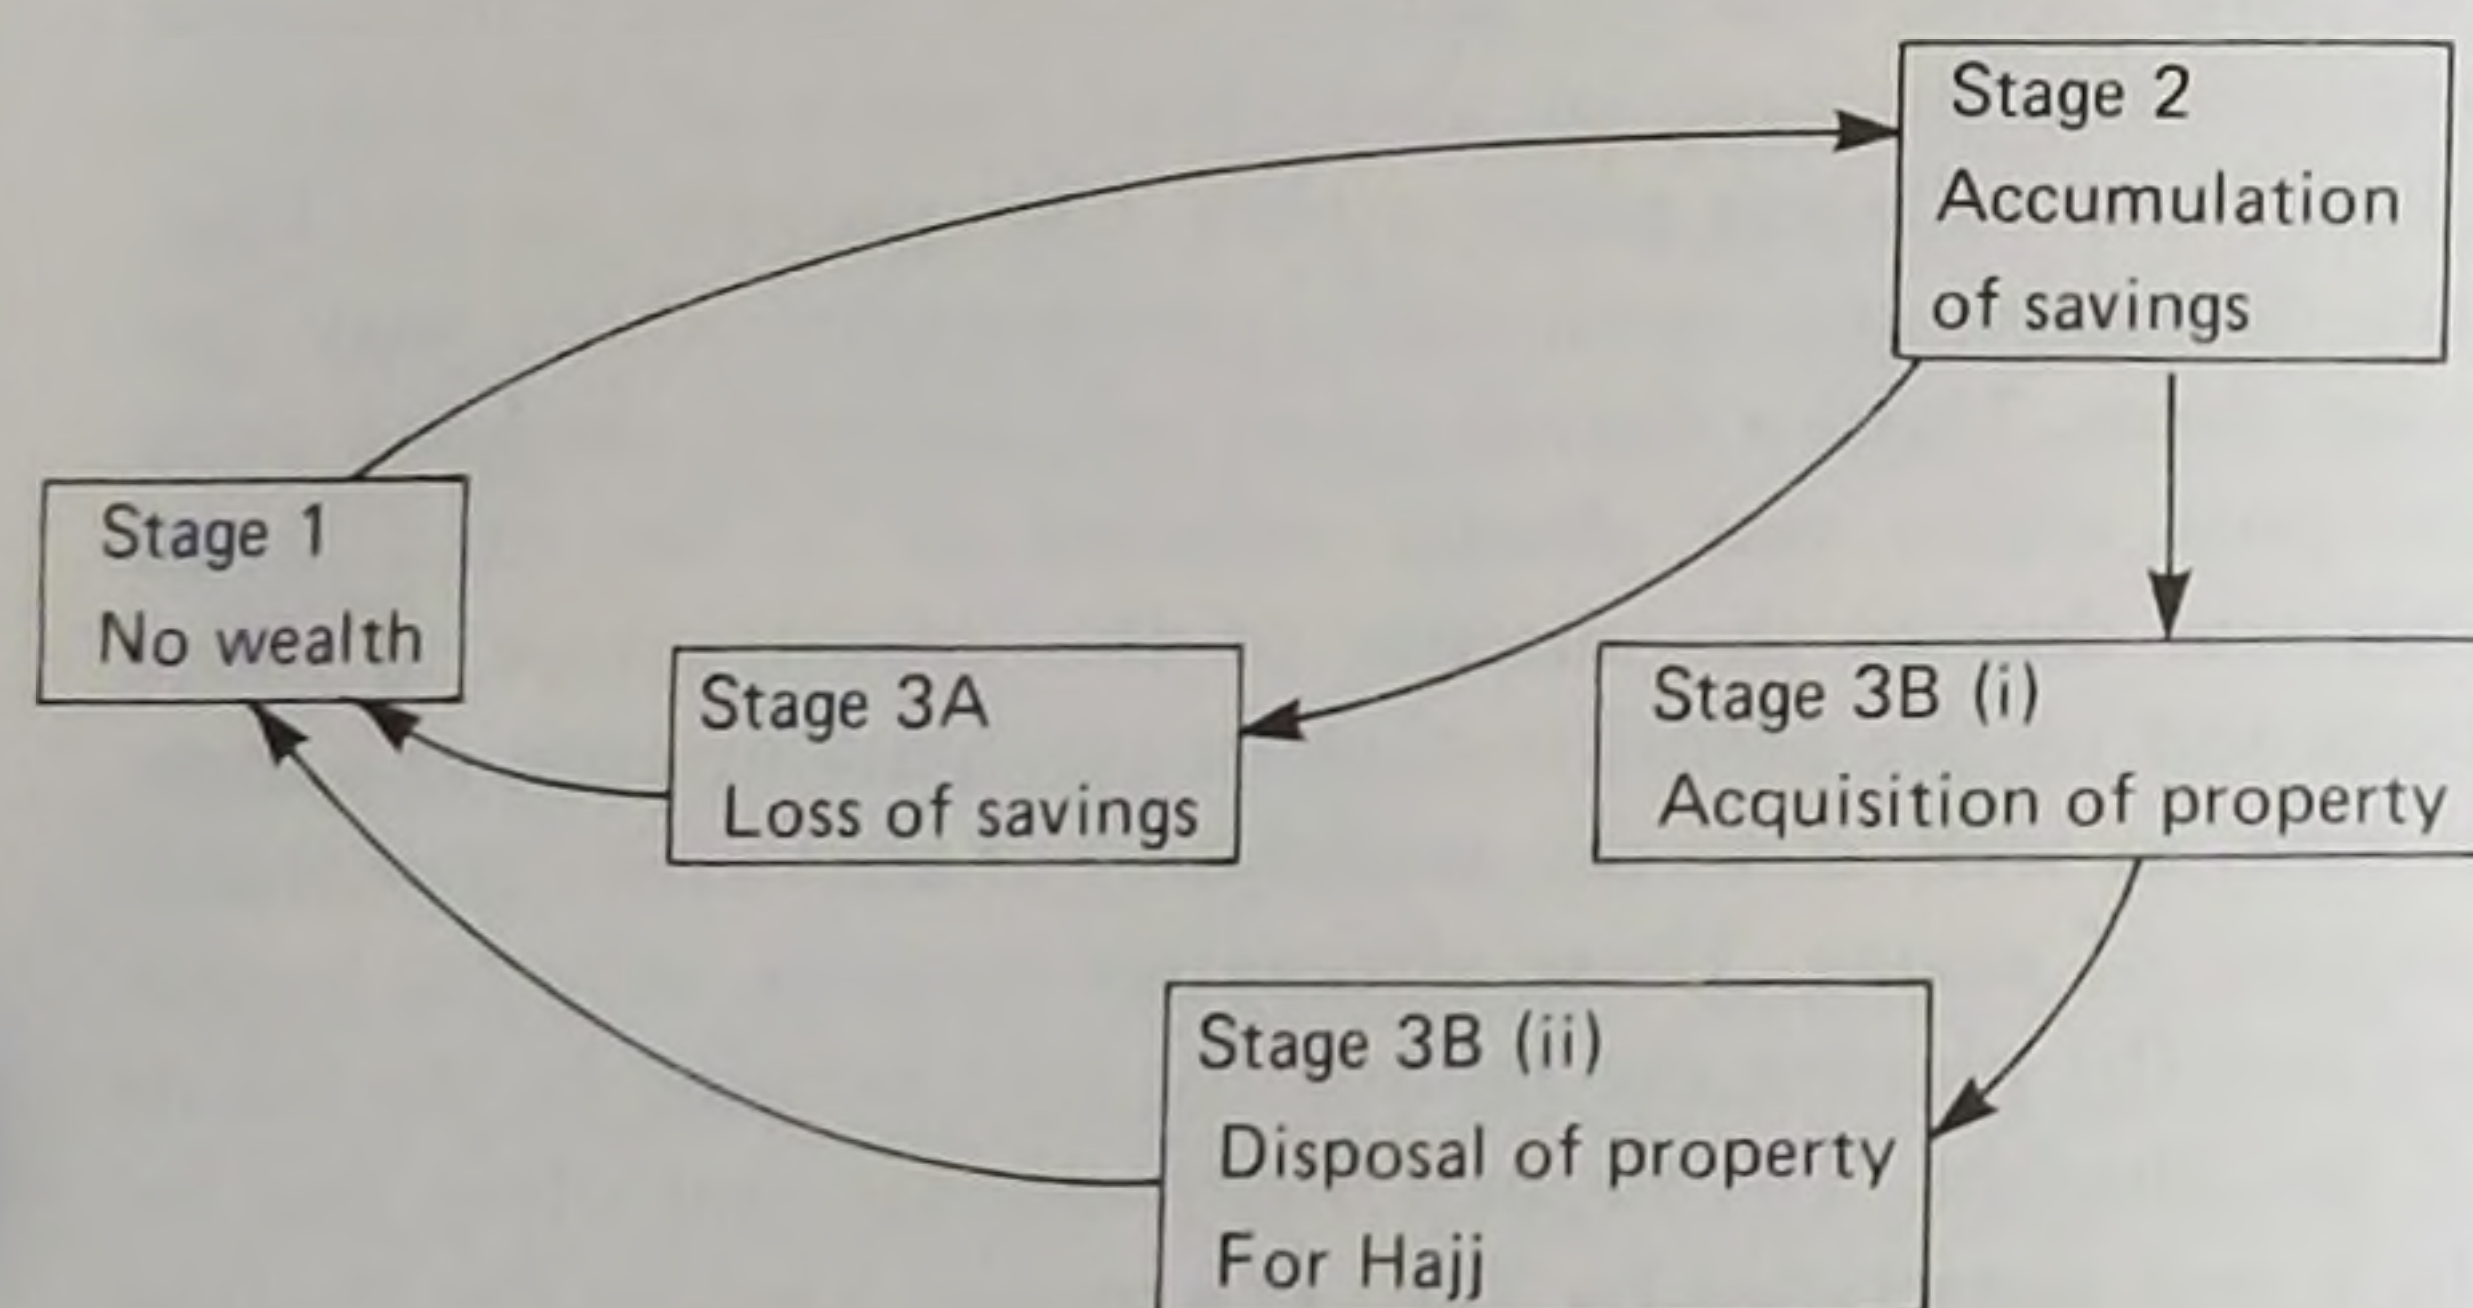 Stage 2
Accumulation
of savings
Stage 1
No wealth
Stage 3A
Loss of savings
Stage 3B (i)
Acquisition of property
Stage 3B (ii)
Disposal of property
For Hajj